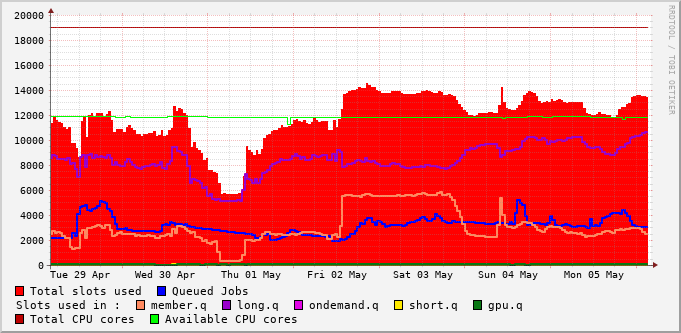 20000
18000
16000
14000
12000
10000
8000
6000
4000
2000
0
Tue 29 Apr Wed 30 Apr Thu 01 May Fri 02 May Sat 03 May Sun 04 May Mon 05 May
Total slots used Queued Jobs
Slots used in : member.q long.q ondemand.q short.q gpu.q
Total CPU cores Available CPU cores
RRDTOOL / TOBI OETIKER